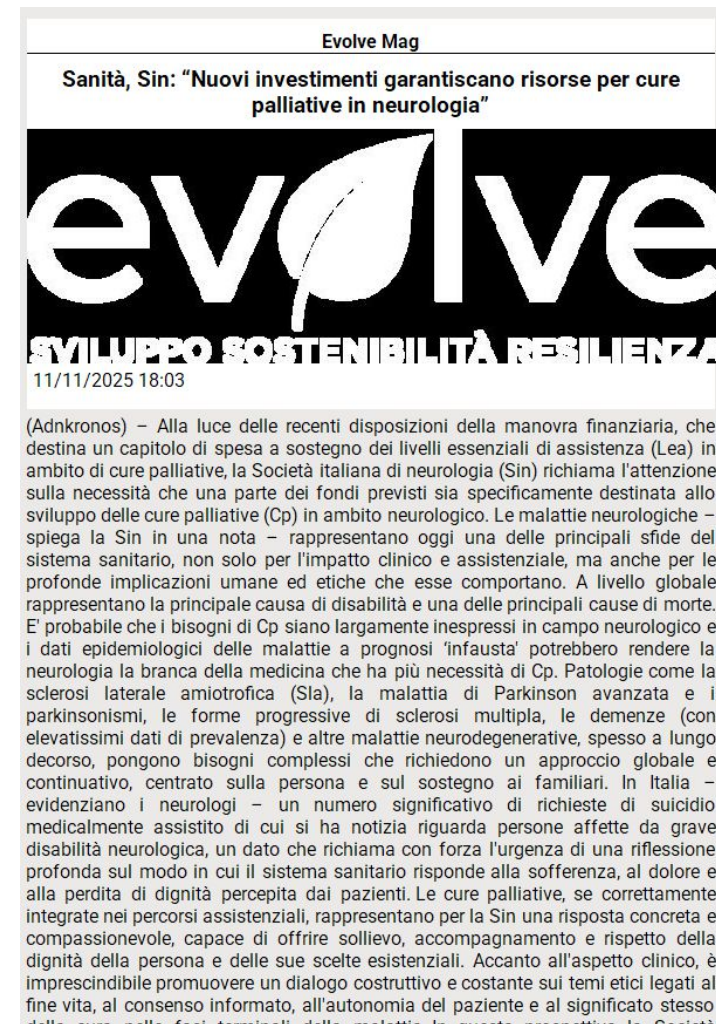 Evolve Mag
Sanità, Sin: “Nuovi investimenti garantiscano risorse per cure
palliative in neurologia”
evolve
SVILUPPO SOSTENIBILITÀ RESILIENZA
11/11/2025 18:03
(Adnkronos) – Alla luce delle recenti disposizioni della manovra finanziaria, che
destina un capitolo di spesa a sostegno dei livelli essenziali di assistenza (Lea) in
ambito di cure palliative, la Società italiana di neurologia (Sin) richiama l'attenzione
sulla necessità che una parte dei fondi previsti sia specificamente destinata allo
sviluppo delle cure palliative (Cp) in ambito neurologico. Le malattie neurologiche –
spiega la Sin in una nota – rappresentano oggi una delle principali sfide del
sistema sanitario, non solo per l'impatto clinico e assistenziale, ma anche per le
profonde implicazioni umane ed etiche che esse comportano. A livello globale
rappresentano la principale causa di disabilità e una delle principali cause di morte.
E' probabile che i bisogni di Cp siano largamente inespressi in campo neurologico e
i dati epidemiologici delle malattie a prognosi ‘infausta' potrebbero rendere la
neurologia la branca della medicina che ha più necessità di Cp. Patologie come la
sclerosi laterale amiotrofica (Sla), la malattia di Parkinson avanzata e i
parkinsonismi, le forme progressive di sclerosi multipla, le demenze (con
elevatissimi dati di prevalenza) e altre malattie neurodegenerative, spesso a lungo
decorso, pongono bisogni complessi che richiedono un approccio globale e
continuativo, centrato sulla persona e sul sostegno ai familiari. In Italia –
evidenziano i neurologi – un numero significativo di richieste di suicidio
medicalmente assistito di cui si ha notizia riguarda persone affette da grave
disabilità neurologica, un dato che richiama con forza l'urgenza di una riflessione
profonda sul modo in cui il sistema sanitario risponde alla sofferenza, al dolore e
alla perdita di dignità percepita dai pazienti. Le cure palliative, se correttamente
integrate nei percorsi assistenziali, rappresentano per la Sin una risposta concreta e
compassionevole, capace di offrire sollievo, accompagnamento e rispetto della
dignità della persona e delle sue scelte esistenziali. Accanto all'aspetto clinico, è
imprescindibile promuovere un dialogo costruttivo e costante sui temi etici legati al
fine vita, al consenso informato, all'autonomia del paziente e al significato stesso